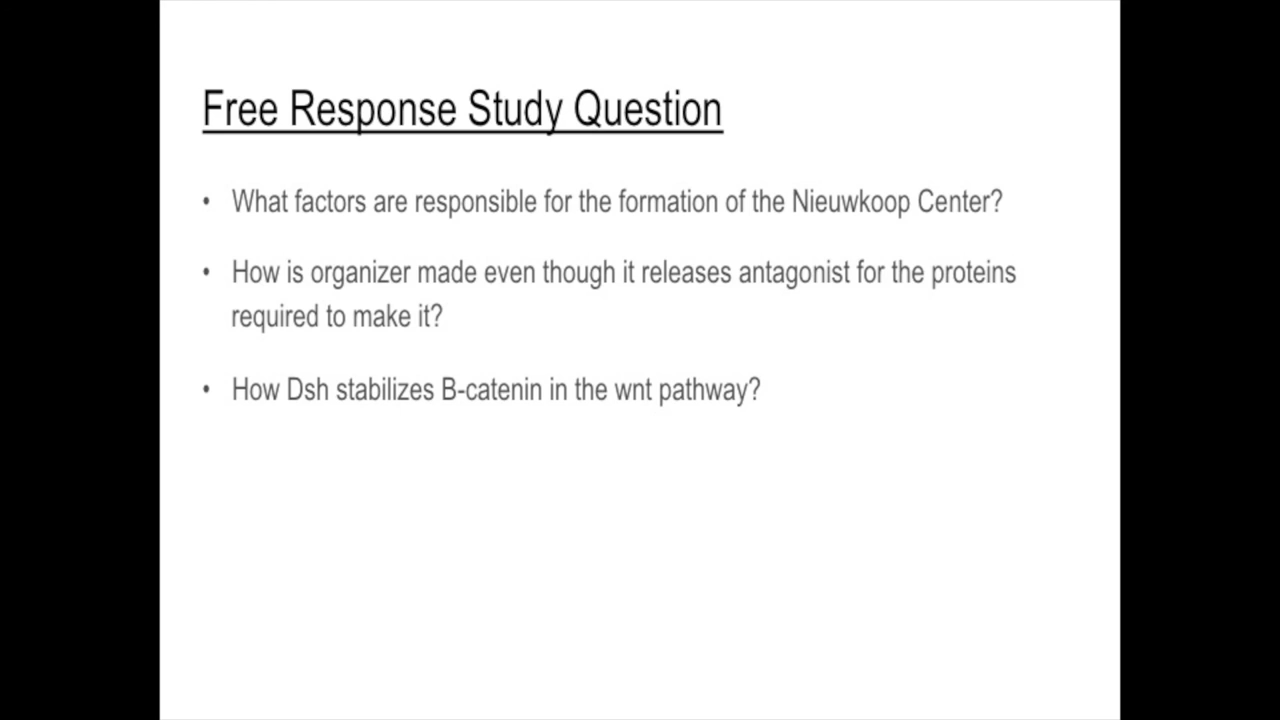 Free Response Study Question
• What factors are responsible for the formation of the Nieuwkoop Center?
• How is organizer made even though it releases antagonist for the proteins
required to make it?
• How Dsh stabilizes B-catenin in the wnt pathway?